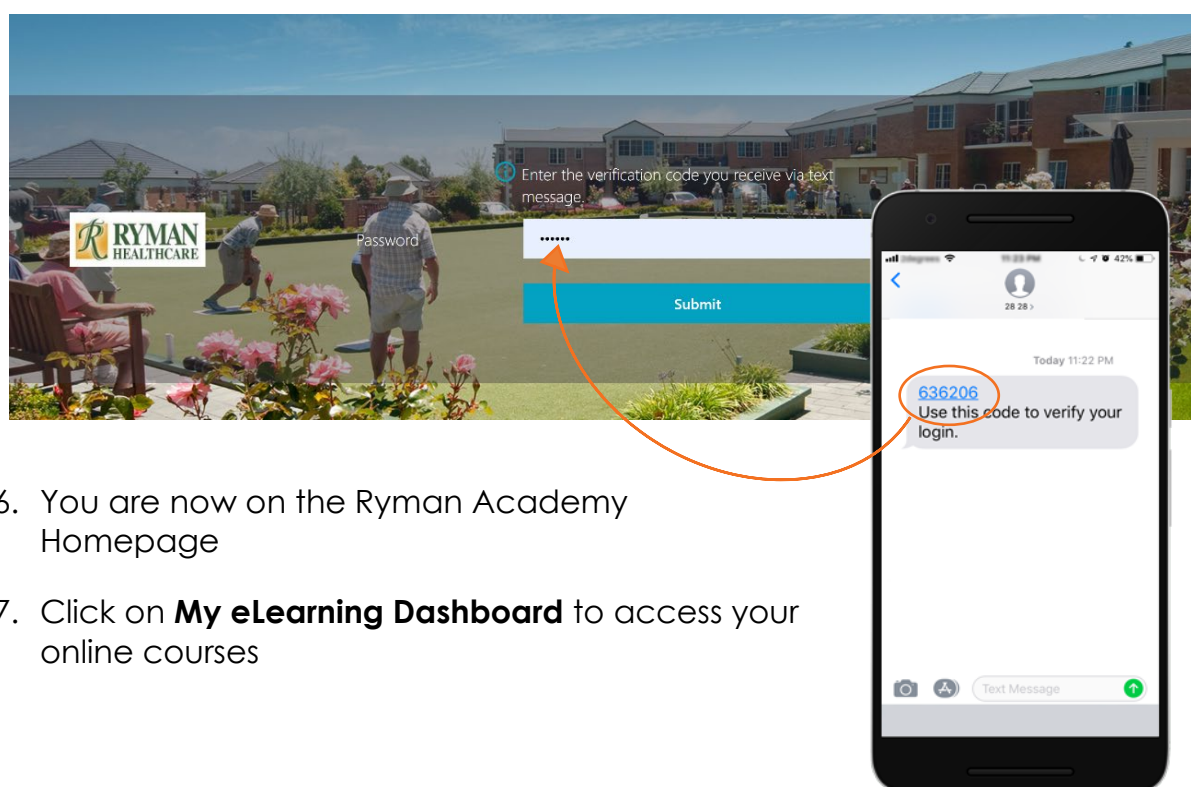 Enter the verification code you receive via text
message.
RYMAN
HEALTHCARE
Password
••••••
Submit
42%
28 28 >
Today 11:22 PM
636206
Use this code to verify your
login.
Text Message
6. You are now on the Ryman Academy
Homepage
7. Click on My eLearning Dashboard to access your
online courses